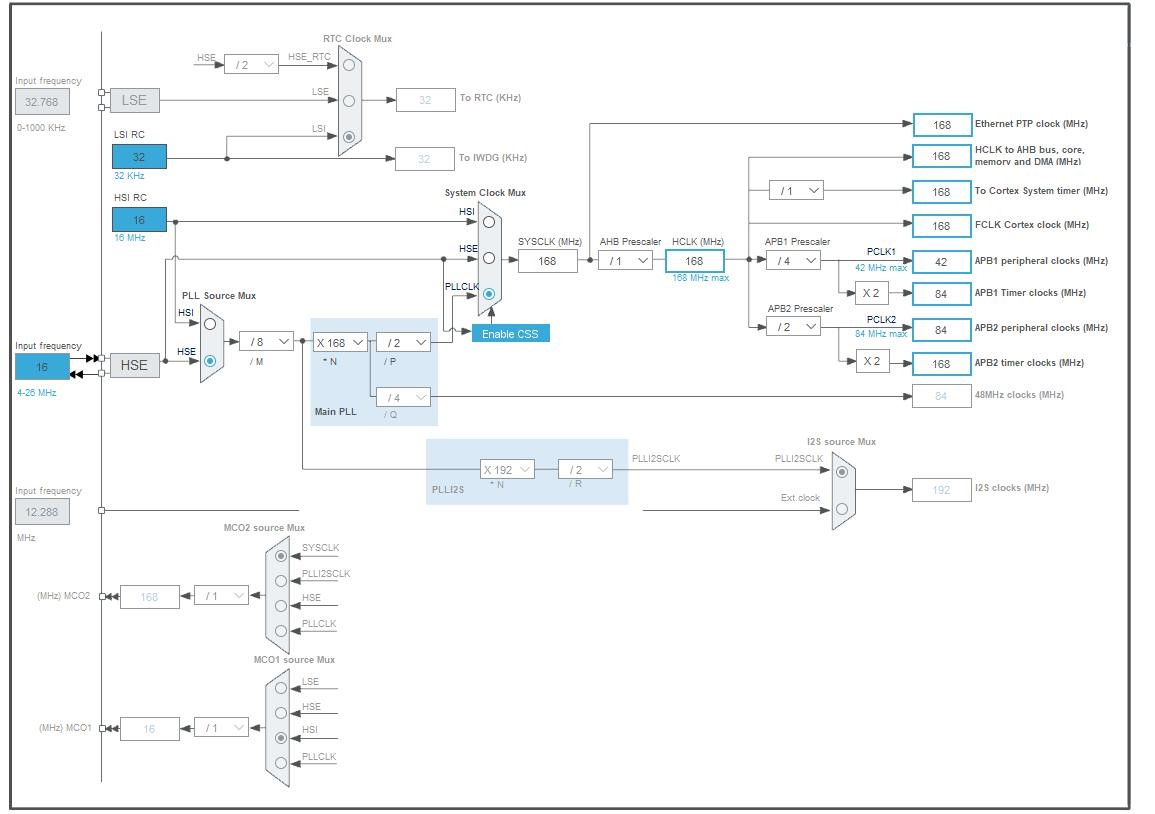 RTC Clock Mux
HSE
/ 2
HSE_RTC
Input frequency
32.768
0-1000 KHz
LSE
LSE
32
To RTC (KHz)
LSI RC
LSI
32
32 KHz
32
To IWDG (KHz)
HSI RC
16
16 MHz
System Clock Mux
HSI
HSE
PLLCLK
SYSCLK (MHz)
168
AHB Prescaler
/ 1
HCLK (MHz)
168
168 MHz max
Enable CSS
168
Ethernet PTP clock (MHz)
168
HCLK to AHB bus, core,
memory and DMA (MHz)
/ 1
168
To Cortex System timer (MHz)
168
FCLK Cortex clock (MHz)
APB1 Prescaler
/ 4
PCLK1
42 MHz max
42
APB1 peripheral clocks (MHz)
X 2
84
APB1 Timer clocks (MHz)
APB2 Prescaler
/ 2
PCLK2
84 MHz max
84
APB2 peripheral clocks (MHz)
X 2
168
APB2 timer clocks (MHz)
84
48MHz clocks (MHz)
PLL Source Mux
HSI
HSE
Input frequency
16
4-26 MHz
HSE
/ 8
/ M
X 168
* N
/ 2
/ P
/ 4
/ Q
Main PLL
X 192
* N
/ 2
/ R
PLLI2S
PLLI2SCLK
I2S source Mux
PLLI2SCLK
Ext.clock
192
I2S clocks (MHz)
Input frequency
12.288
MHz
MCO2 source Mux
SYSCLK
PLLI2SCLK
HSE
PLLCLK
(MHz) MCO2
168
/ 1
MCO1 source Mux
LSE
HSE
HSI
PLLCLK
(MHz) MCO1
16
/ 1